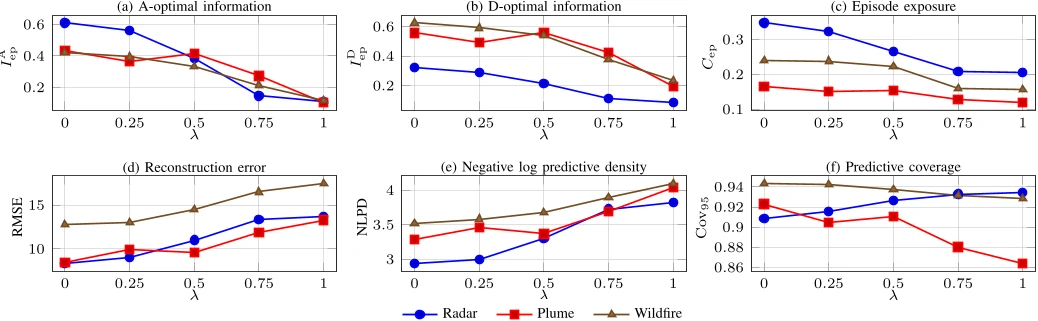 (a) A-optimal information
I^A_ep
0.6
0.4
0.2
0 0.25 0.5 0.75 1
λ
(b) D-optimal information
I^D_ep
0.6
0.4
0.2
0 0.25 0.5 0.75 1
λ
(c) Episode exposure
C_ep
0.3
0.2
0.1
0 0.25 0.5 0.75 1
λ
(d) Reconstruction error
RMSE
15
10
0 0.25 0.5 0.75 1
λ
(e) Negative log predictive density
NLPD
4
3.5
3
0 0.25 0.5 0.75 1
λ
(f) Predictive coverage
Cov_95
0.94
0.92
0.9
0.88
0.86
0 0.25 0.5 0.75 1
λ
Radar Plume Wildfire